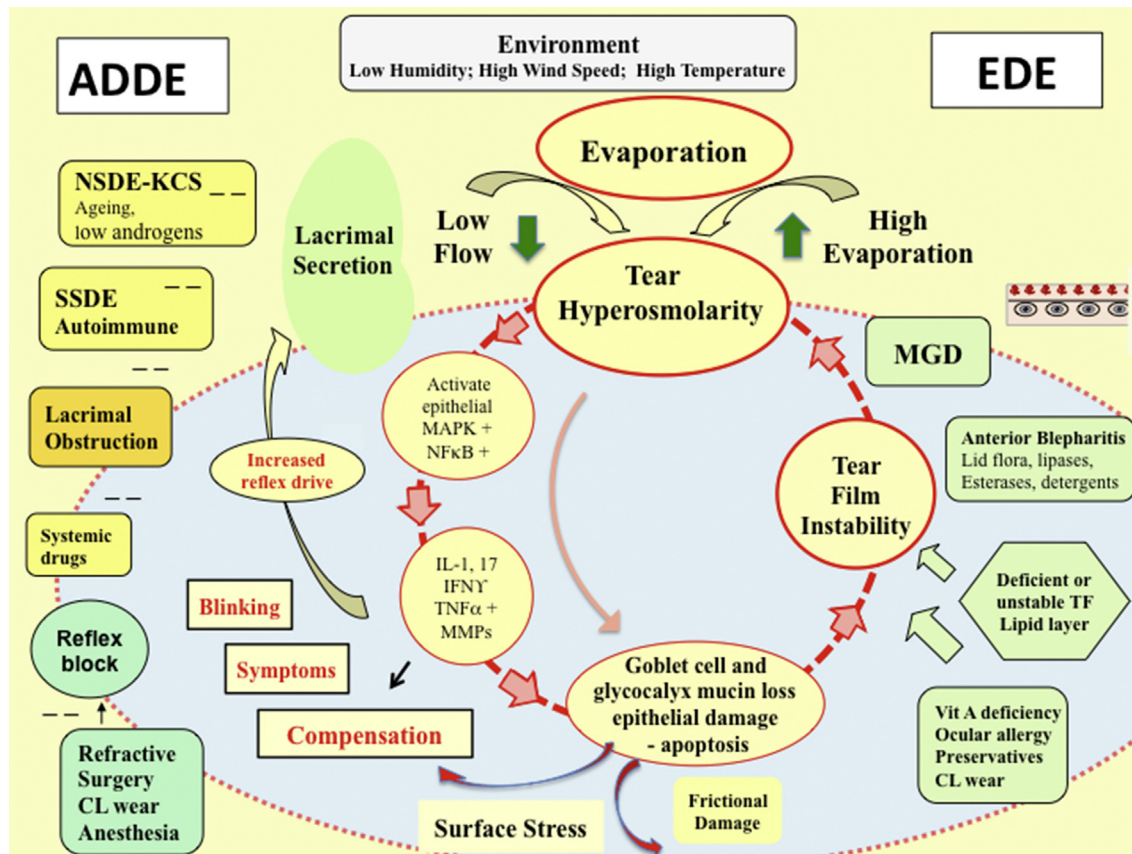 ADDE
Environment
Low Humidity; High Wind Speed; High Temperature
EDE
Evaporation
NSDE-KCS _ _
Ageing,
low androgens
Lacrimal
Secretion
Low
Flow
High
Evaporation
Tear
Hyperosmolarity
SSDE _ _
Autoimmune
_ _
MGD
Activate
epithelial
MAPK +
NFκB +
Lacrimal
Obstruction
Increased
reflex drive
Tear
Film
Instability
Anterior Blepharitis
Lid flora, lipases,
Esterases, detergents
_ _
Systemic
drugs
IL-1, 17
IFNϒ
TNFα +
MMPs
Deficient or
unstable TF
Lipid layer
Blinking
Reflex
block
Symptoms
Goblet cell and
glycocalyx mucin loss
epithelial damage
- apoptosis
Compensation
_ _
Vit A deficiency
Ocular allergy
Preservatives
CL wear
Refractive
Surgery
CL wear
Anesthesia
Surface Stress
Frictional
Damage